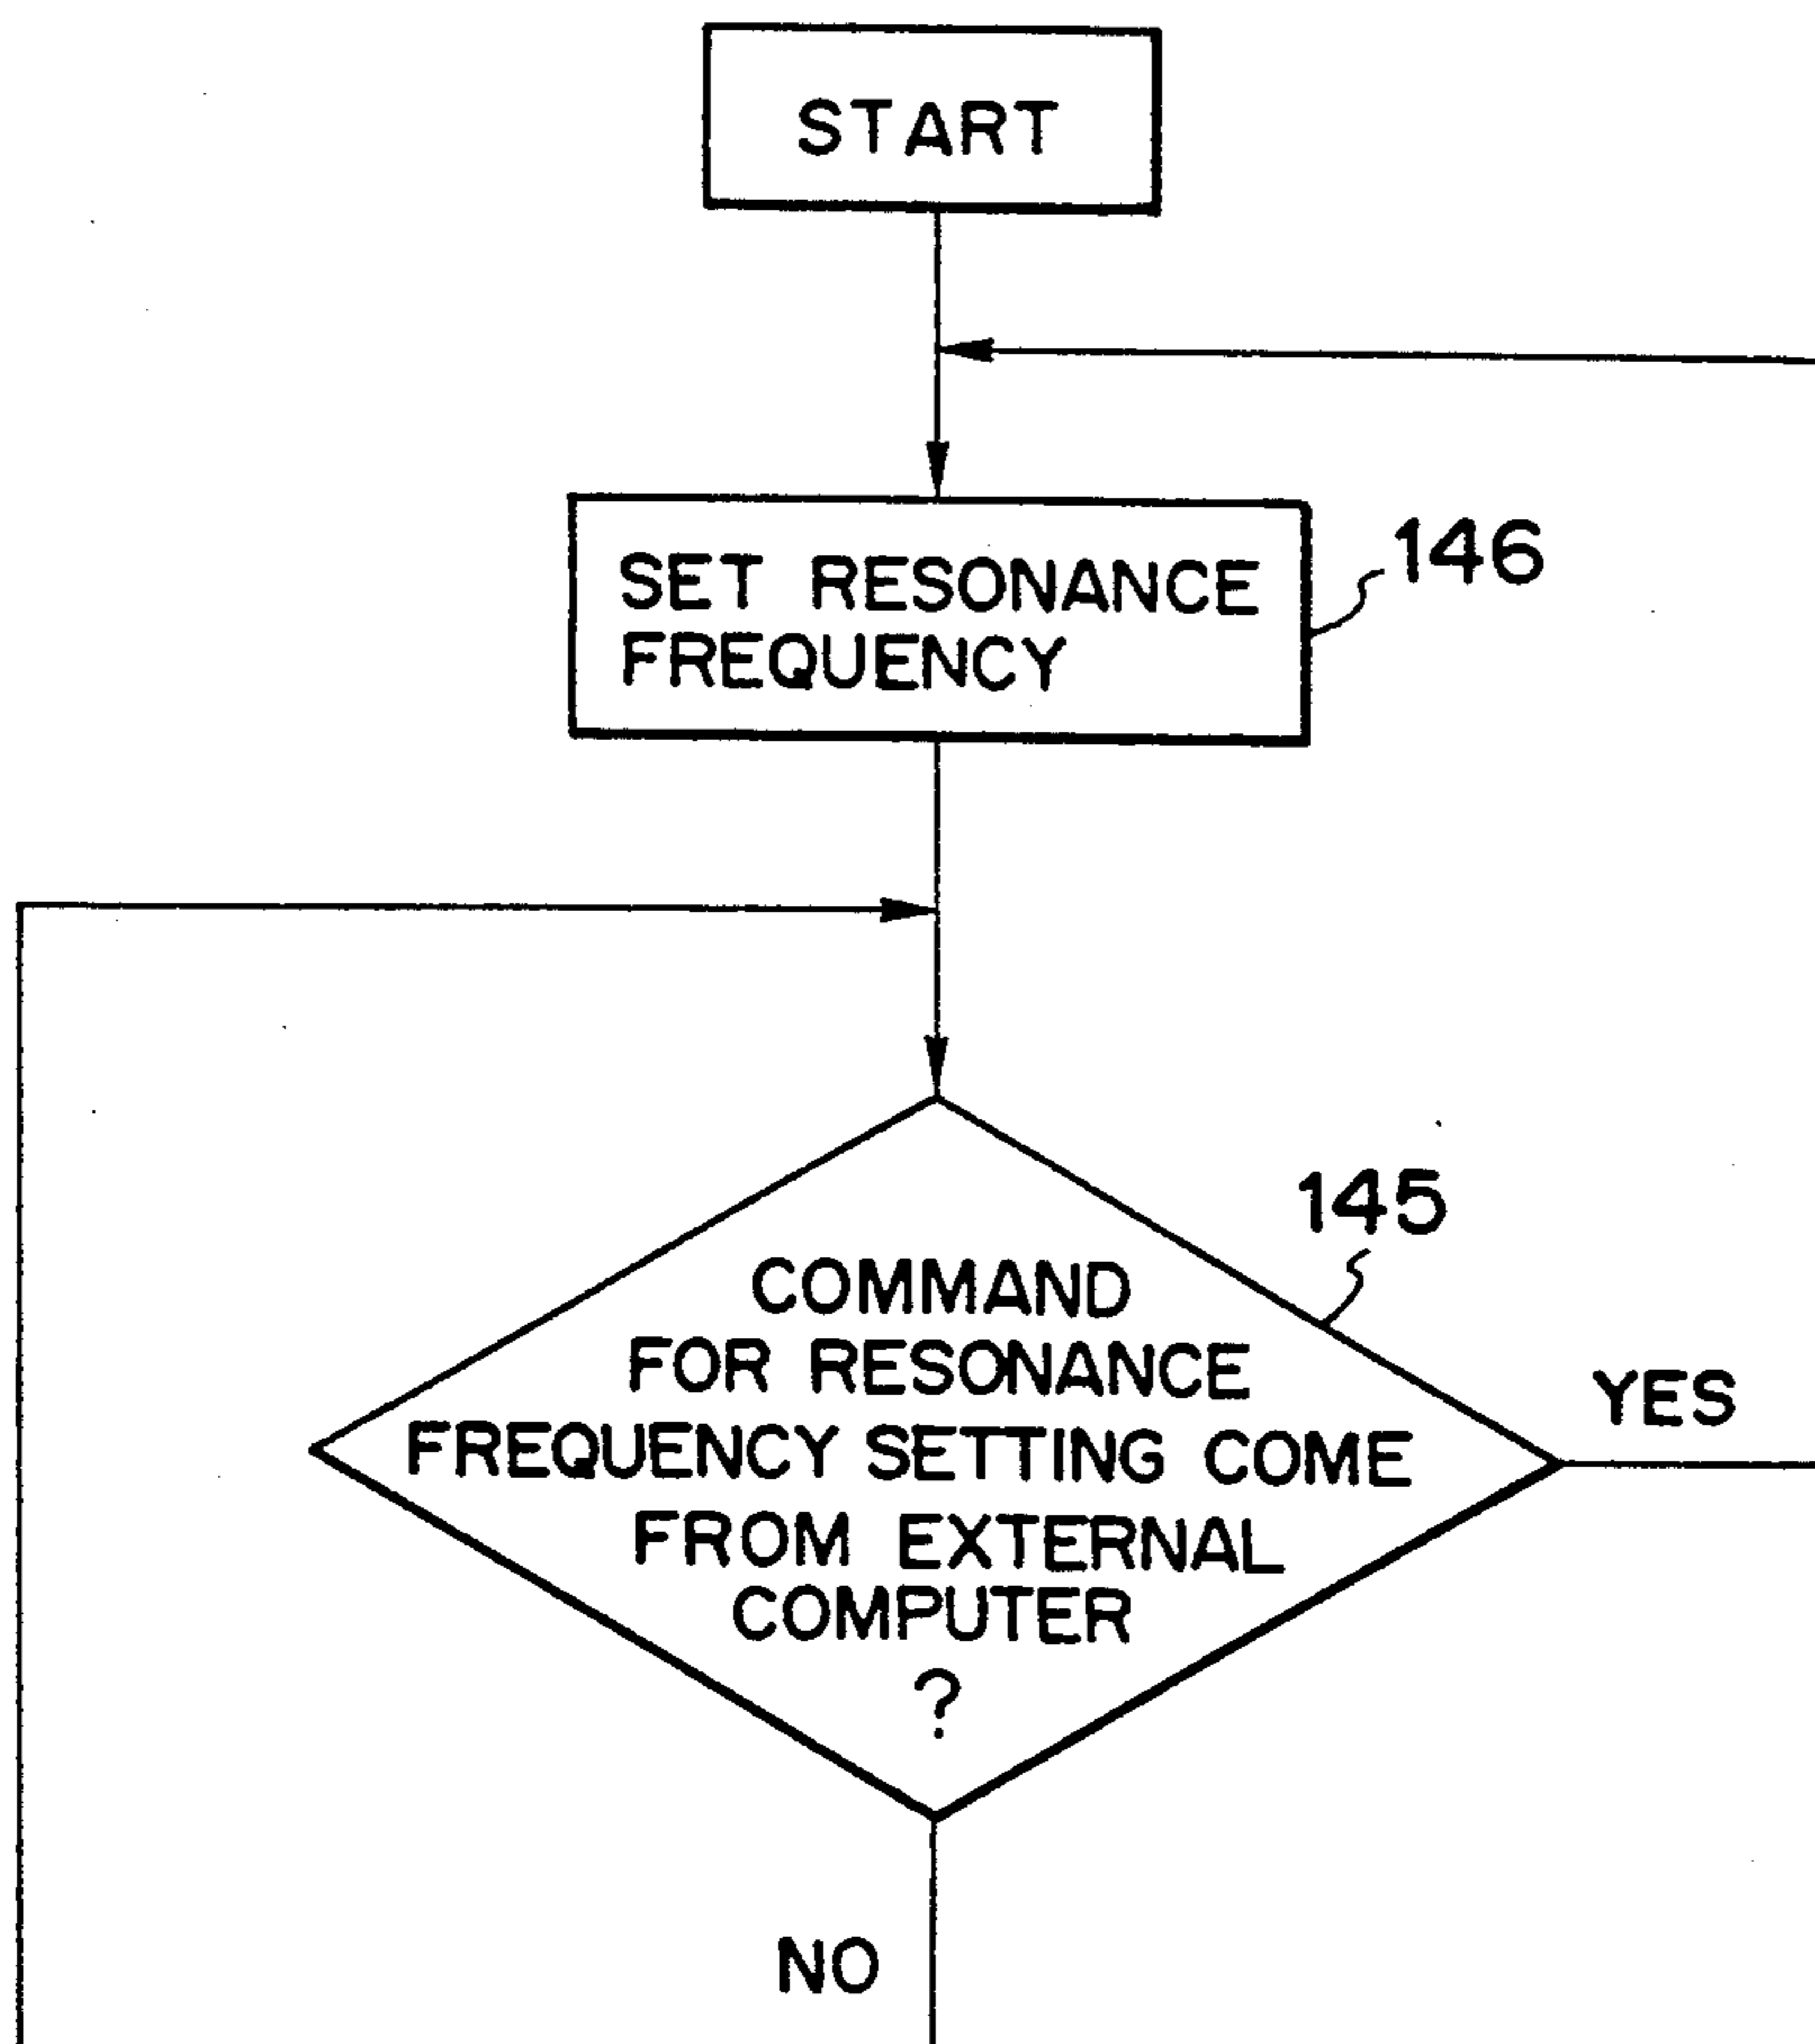 START
SET RESONANCE
FREQUENCY
146
145
COMMAND
FOR RESONANCE
FREQUENCY SETTING COME
FROM EXTERNAL
COMPUTER
?
YES
NO